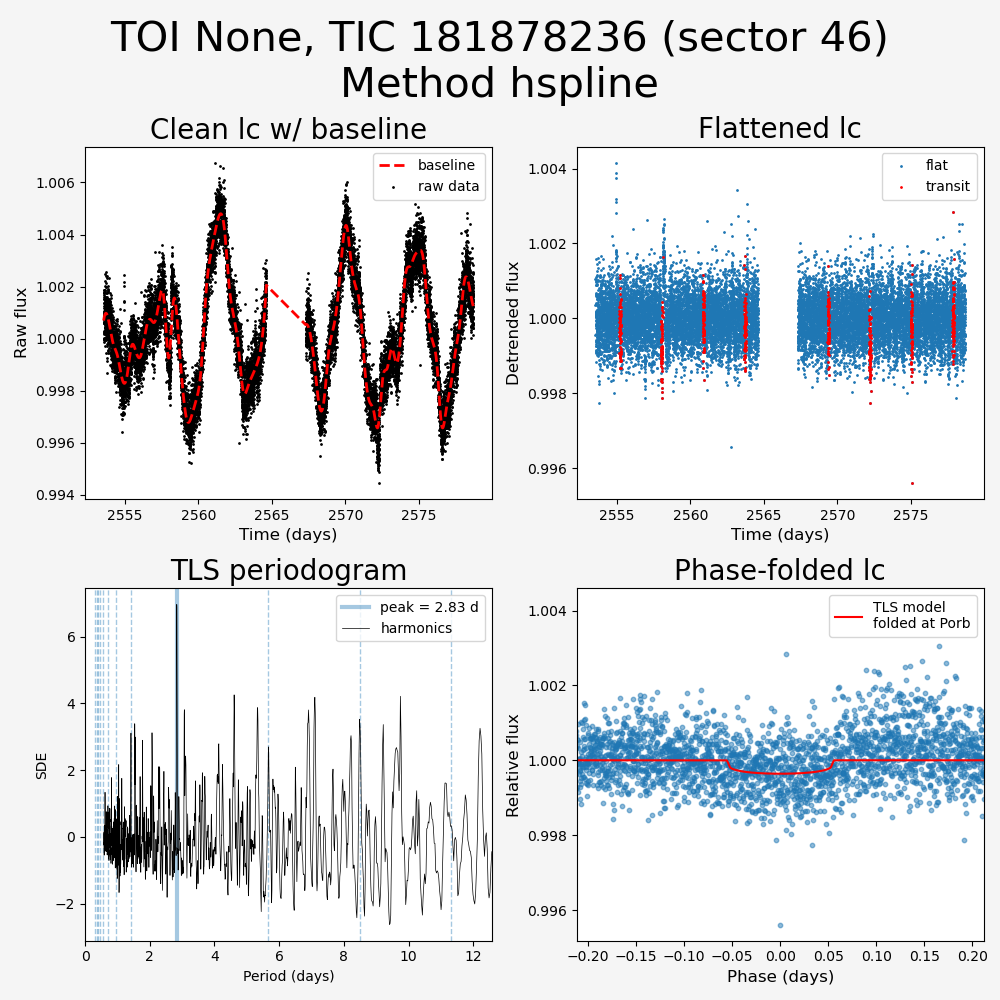 TOI None, TIC 181878236 (sector 46)
Method hspline
Clean lc w/ baseline
baseline
raw data
1.006
1.004
1.002
1.000
0.998
0.996
0.994
Raw flux
2555
2560
2565
2570
2575
Time (days)
Flattened lc
flat
transit
1.004
1.002
1.000
0.998
0.996
Detrended flux
2555
2560
2565
2570
2575
Time (days)
TLS periodogram
peak = 2.83 d
harmonics
6
4
2
0
−2
SDE
0
2
4
6
8
10
12
Period (days)
Phase-folded lc
TLS model
folded at Porb
1.004
1.002
1.000
0.998
0.996
Relative flux
−0.20
−0.15
−0.10
−0.05
0.00
0.05
0.10
0.15
0.20
Phase (days)